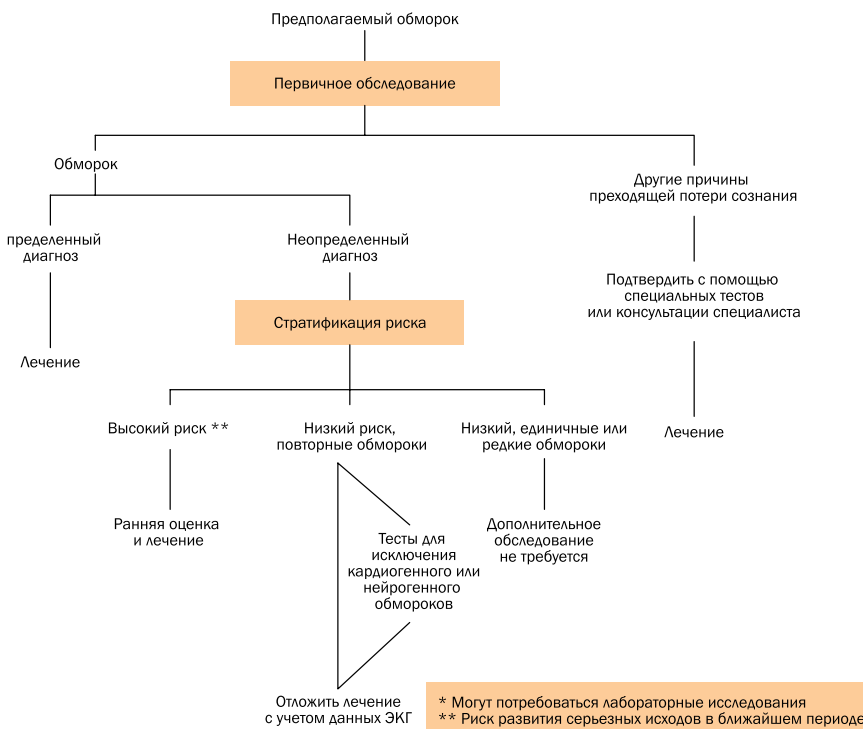 Предполагаемый обморок
Первичное обследование
Обморок
Другие причины
преходящей потери сознания
пределенный
диагноз
Неопределенный
диагноз
Подтвердить с помощью
специальных тестов
или консультации специалиста
Стратификация риска
Лечение
Высокий риск **
Низкий риск,
повторные обмороки
Низкий, единичные или
редкие обмороки
Лечение
Ранняя оценка
и лечение
Тесты для
исключения
кардиогенного или
нейрогенного
обмороков
Дополнительное
обследование
не требуется
Отложить лечение
с учетом данных ЭКГ
* Могут потребоваться лабораторные исследования
** Риск развития серьезных исходов в ближайшем периоде